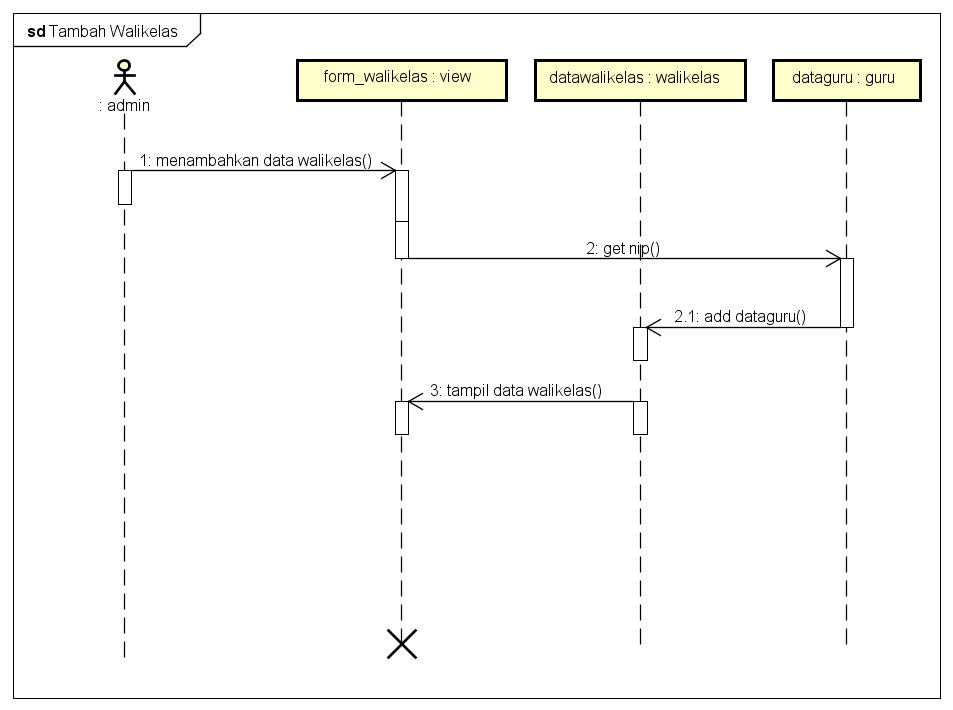 sd Tambah Walikelas
: admin
form_walikelas : view
datawalikelas : walikelas
dataguru : guru
1: menambahkan data walikelas()
2: get nip()
2.1: add dataguru()
3: tampil data walikelas()